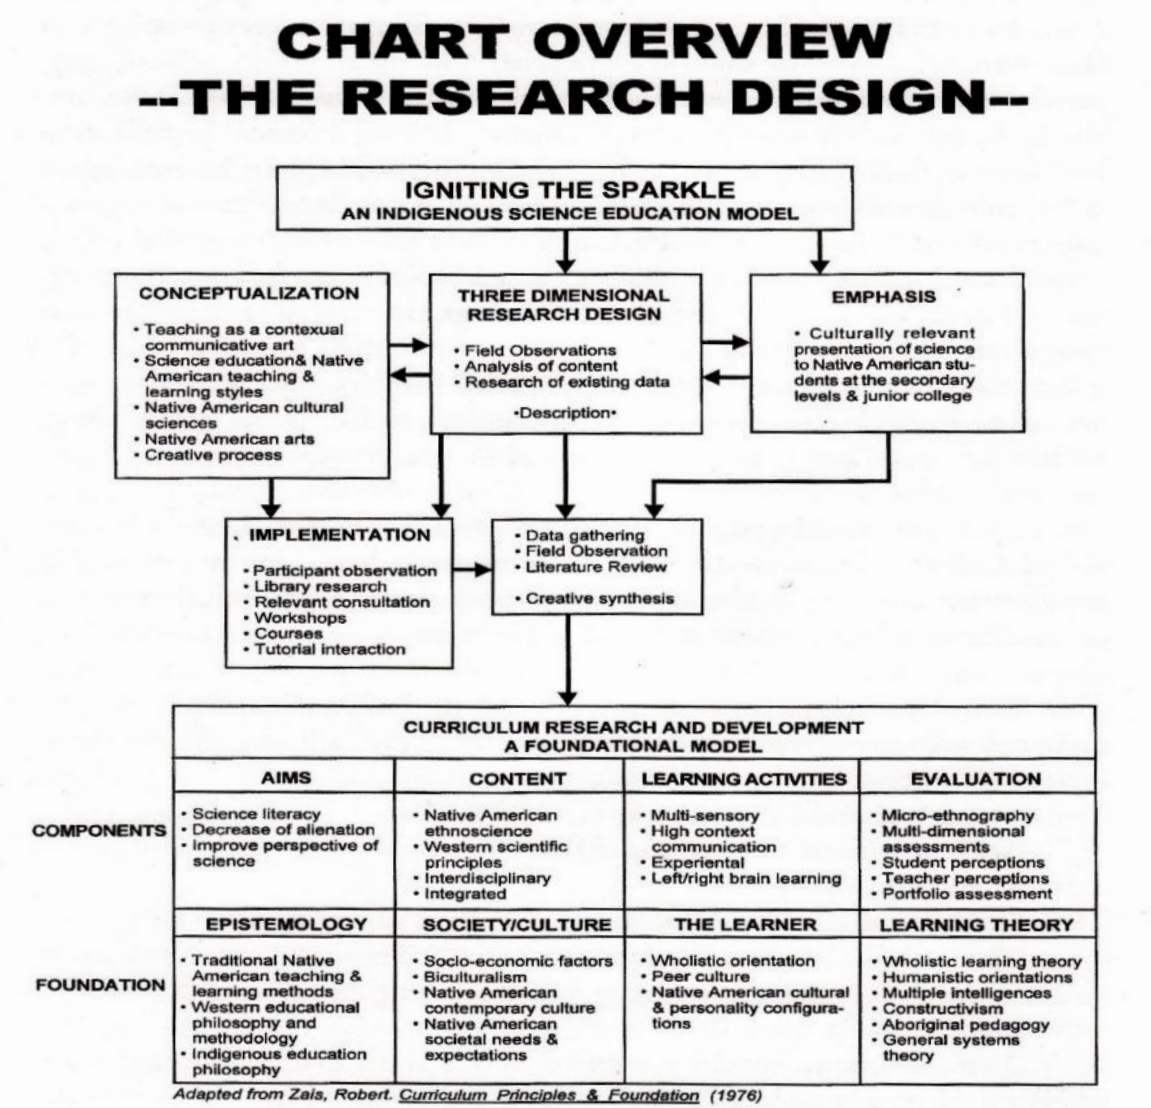 CHART OVERVIEW
--THE RESEARCH DESIGN--
IGNITING THE SPARKLE
AN INDIGENOUS SCIENCE EDUCATION MODEL
CONCEPTUALIZATION
• Teaching as a contexual
communicative art
• Science education& Native
American teaching &
learning styles
• Native American cultural
sciences
• Native American arts
• Creative process
THREE DIMENSIONAL
RESEARCH DESIGN
• Field Observations
• Analysis of content
• Research of existing data
•Description•
EMPHASIS
• Culturally relevant
presentation of science
to Native American stu-
dents at the secondary
levels & junior college
IMPLEMENTATION
• Participant observation
• Library research
• Relevant consultation
• Workshops
• Courses
• Tutorial interaction
• Data gathering
• Field Observation
• Literature Review
• Creative synthesis
CURRICULUM RESEARCH AND DEVELOPMENT
A FOUNDATIONAL MODEL
COMPONENTS
AIMS
• Science literacy
• Decrease of alienation
• Improve perspective of
science
CONTENT
• Native American
ethnoscience
• Western scientific
principles
• Interdisciplinary
• Integrated
LEARNING ACTIVITIES
• Multi-sensory
• High context
communication
• Experiental
• Left/right brain learning
EVALUATION
• Micro-ethnography
• Multi-dimensional
assessments
• Student perceptions
• Teacher perceptions
• Portfolio assessment
FOUNDATION
EPISTEMOLOGY
• Traditional Native
American teaching &
learning methods
• Western educational
philosophy and
methodology
• Indigenous education
philosophy
SOCIETY/CULTURE
• Socio-economic factors
• Biculturalism
• Native American
contemporary culture
• Native American
societal needs &
expectations
THE LEARNER
• Wholistic orientation
• Peer culture
• Native American cultural
& personality configura-
tions
LEARNING THEORY
• Wholistic learning theory
• Humanistic orientations
• Multiple intelligences
• Constructivism
• Aboriginal pedagogy
• General systems
theory
Adapted from Zais, Robert. Curriculum Principles & Foundation (1976)